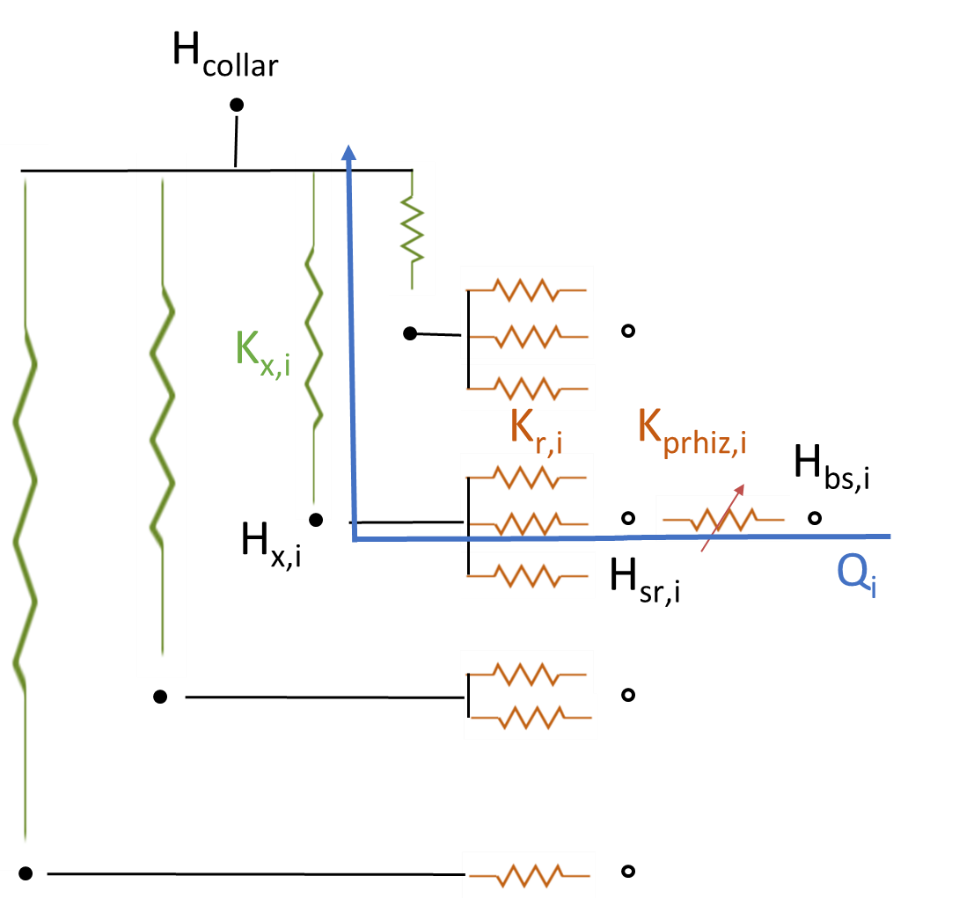 H_collar
K_x,i
K_r,i
K_prhiz,i
H_bs,i
H_x,i
H_sr,i
Q_i